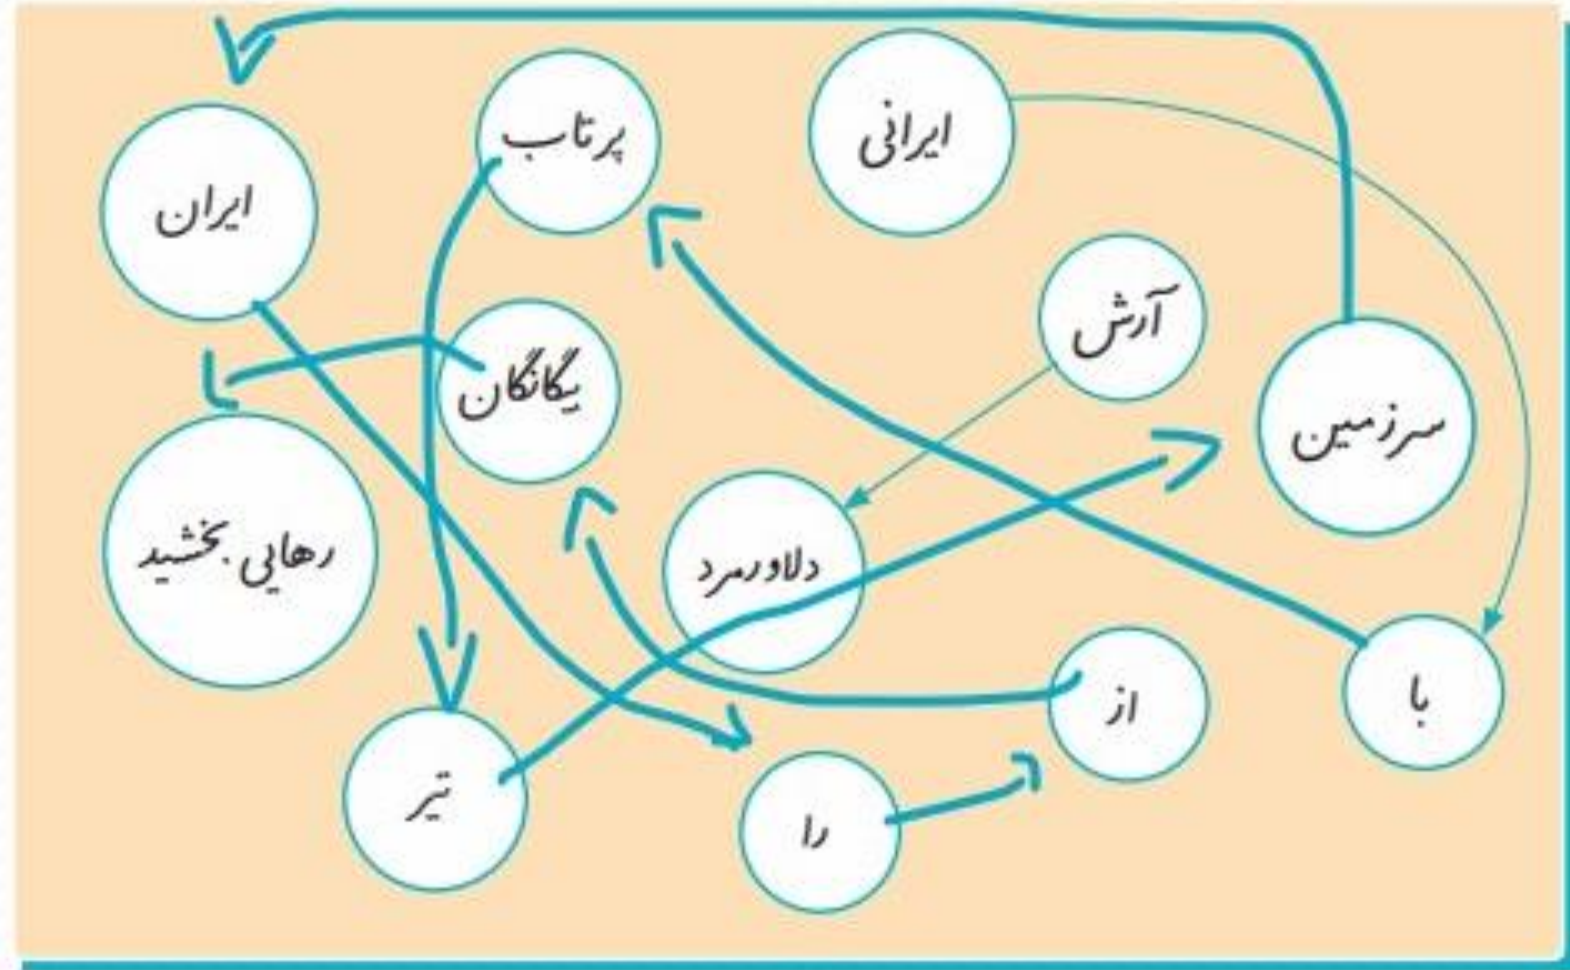 ایرانی
پرتاب
ایران
آرش
سرزمین
یگانگان
دلاورمرد
رهایی بخشید
با
از
تیر
را